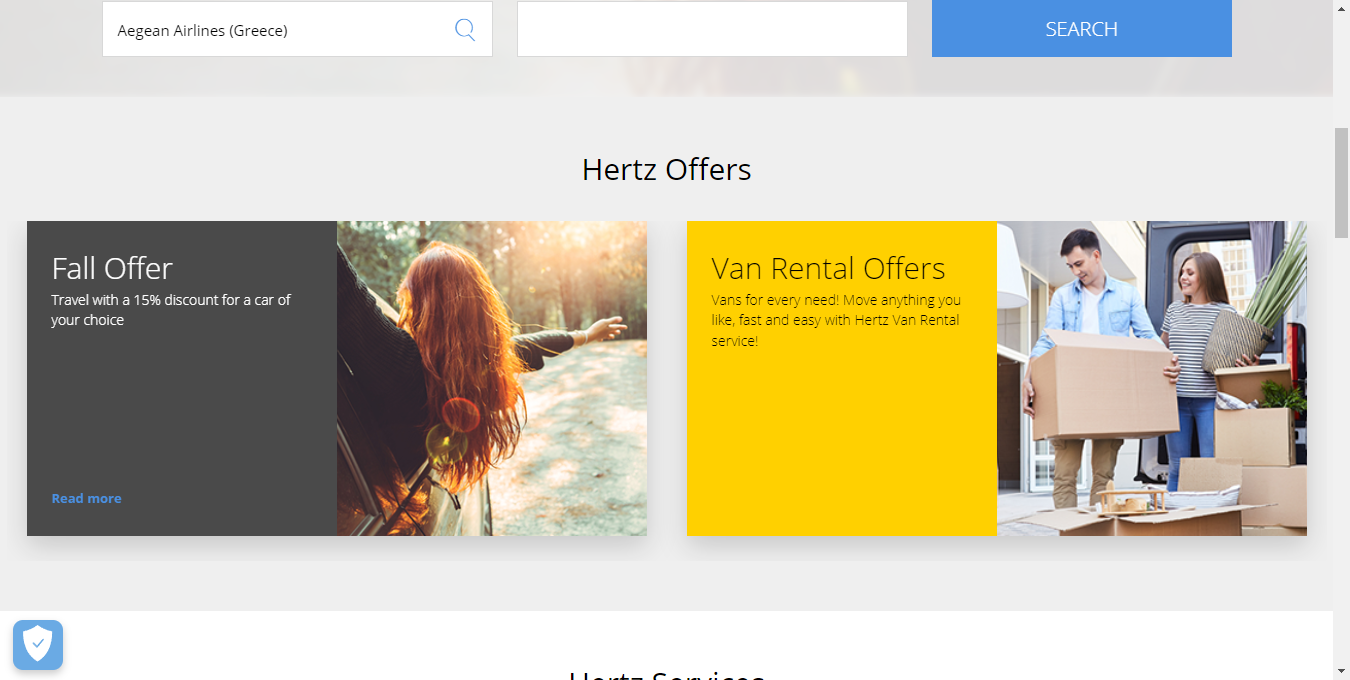 Aegean Airlines (Greece)
SEARCH
Hertz Offers
Fall Offer
Travel with a 15% discount for a car of
your choice
Read more
Van Rental Offers
Vans for every need! Move anything you
like, fast and easy with Hertz Van Rental
service!
Hertz Services